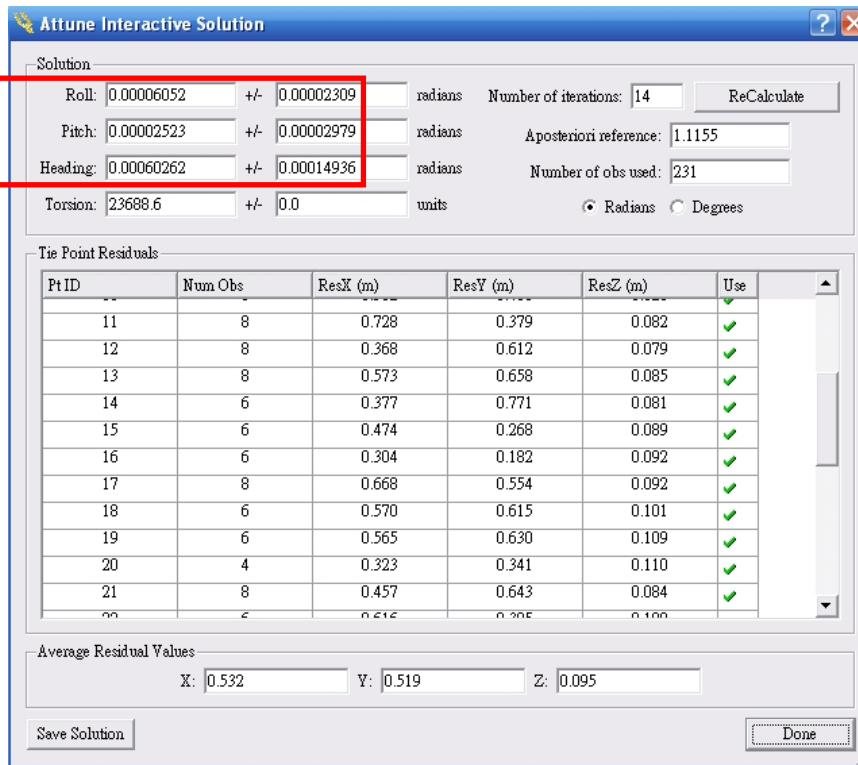 Attune Interactive Solution
Solution
Roll: 0.00006052 +/- 0.00002309 radians Number of iterations: 14 ReCalculate
Pitch: 0.00002523 +/- 0.00002979 radians Aposteriori reference: 1.1155
Heading: 0.00060262 +/- 0.00014936 radians Number of obs used: 231
Torsion: 23688.6 +/- 0.0 units Radians Degrees
Tie Point Residuals
Pt ID Num Obs ResX (m) ResY (m) ResZ (m) Use
11 8 0.728 0.379 0.082
12 8 0.368 0.612 0.079
13 8 0.573 0.658 0.085
14 6 0.377 0.771 0.081
15 6 0.474 0.268 0.089
16 6 0.304 0.182 0.092
17 8 0.668 0.554 0.092
18 6 0.570 0.615 0.101
19 6 0.565 0.630 0.109
20 4 0.323 0.341 0.110
21 8 0.457 0.643 0.084
Average Residual Values
X: 0.532 Y: 0.519 Z: 0.095
Save Solution Done